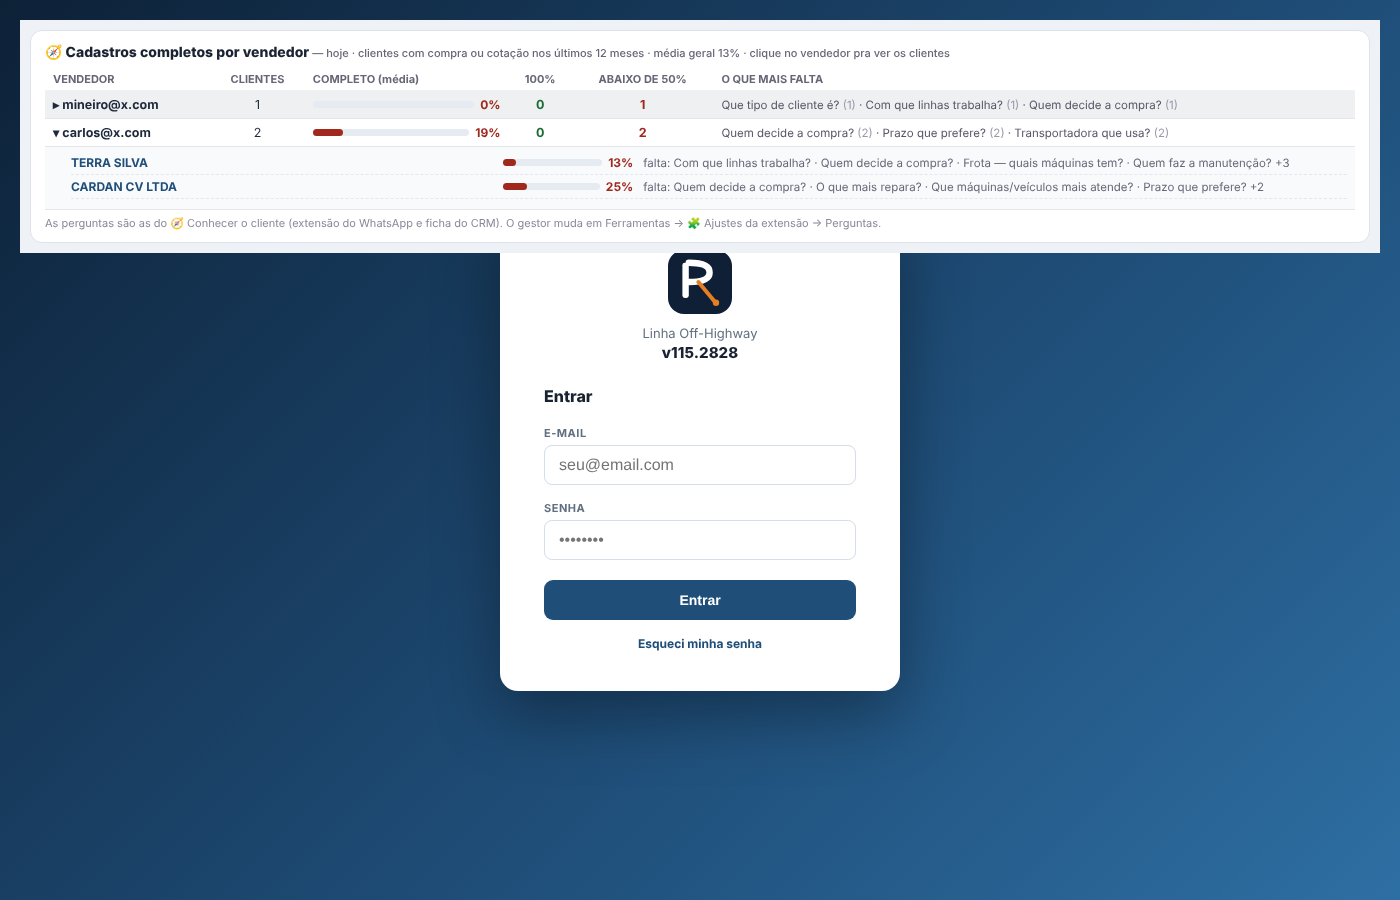 🧭 Cadastros completos por vendedor — hoje · clientes com compra ou cotação nos últimos 12 meses · média geral 13% · clique no vendedor pra ver os clientes
VENDEDOR CLIENTES COMPLETO (média) 100% ABAIXO DE 50% O QUE MAIS FALTA
▸ mineiro@x.com 1 0% 0 1 Que tipo de cliente é? (1) · Com que linhas trabalha? (1) · Quem decide a compra? (1)
▾ carlos@x.com 2 19% 0 2 Quem decide a compra? (2) · Prazo que prefere? (2) · Transportadora que usa? (2)
TERRA SILVA 13% falta: Com que linhas trabalha? · Quem decide a compra? · Frota — quais máquinas tem? · Quem faz a manutenção? +3
CARDAN CV LTDA 25% falta: Quem decide a compra? · O que mais repara? · Que máquinas/veículos mais atende? · Prazo que prefere? +2
As perguntas são as do 🧭 Conhecer o cliente (extensão do WhatsApp e ficha do CRM). O gestor muda em Ferramentas → 🧩 Ajustes da extensão → Perguntas.
R
Linha Off-Highway
v115.2828
Entrar
E-MAIL
seu@email.com
SENHA
••••••••
Entrar
Esqueci minha senha